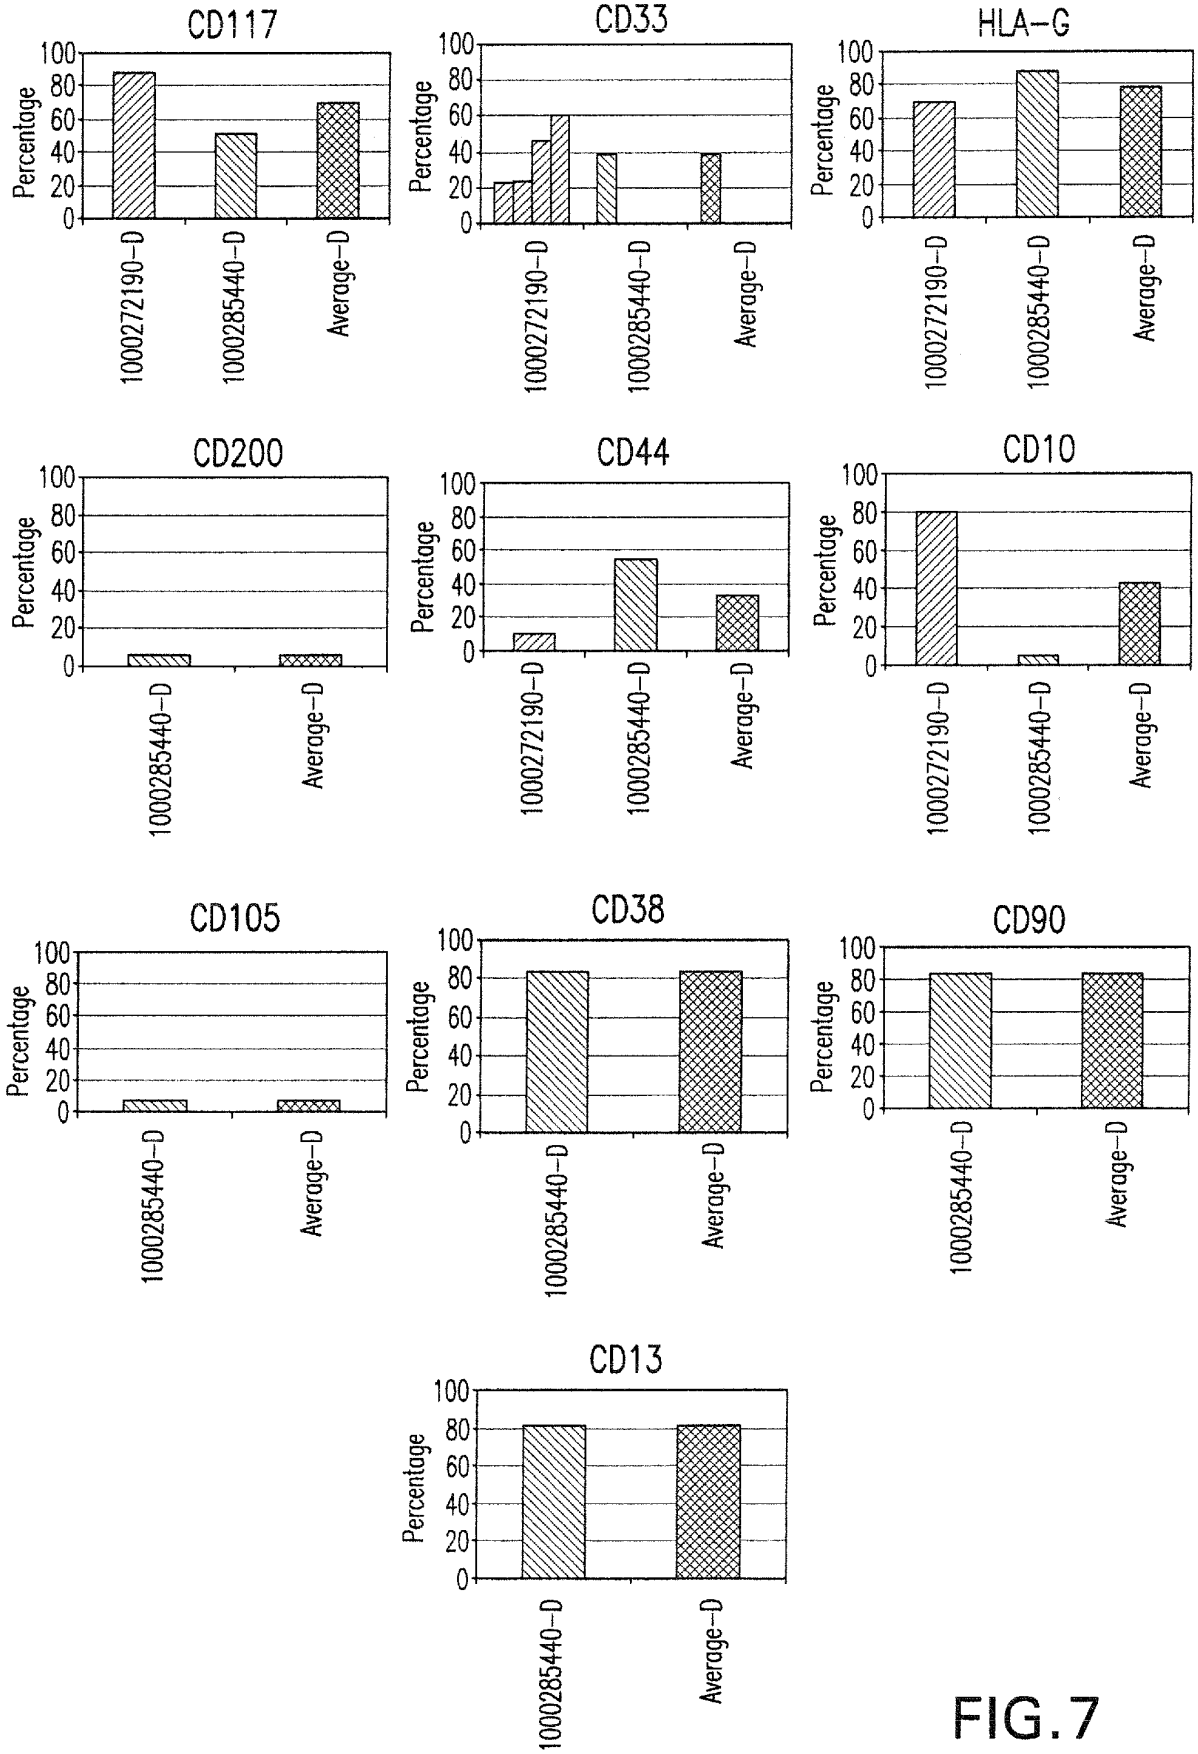 CD117
Percentage
100
80
60
40
20
0
1000272190-D
1000285440-D
Average-D
CD33
Percentage
100
80
60
40
20
0
1000272190-D
1000285440-D
Average-D
HLA-G
Percentage
100
80
60
40
20
0
1000272190-D
1000285440-D
Average-D
CD200
Percentage
100
80
60
40
20
0
1000285440-D
Average-D
CD44
Percentage
100
80
60
40
20
0
1000272190-D
1000285440-D
Average-D
CD10
Percentage
100
80
60
40
20
0
1000272190-D
1000285440-D
Average-D
CD105
Percentage
100
80
60
40
20
0
1000285440-D
Average-D
CD38
Percentage
100
80
60
40
20
0
1000285440-D
Average-D
CD90
Percentage
100
80
60
40
20
0
1000285440-D
Average-D
CD13
Percentage
100
80
60
40
20
0
1000285440-D
Average-D
FIG.7